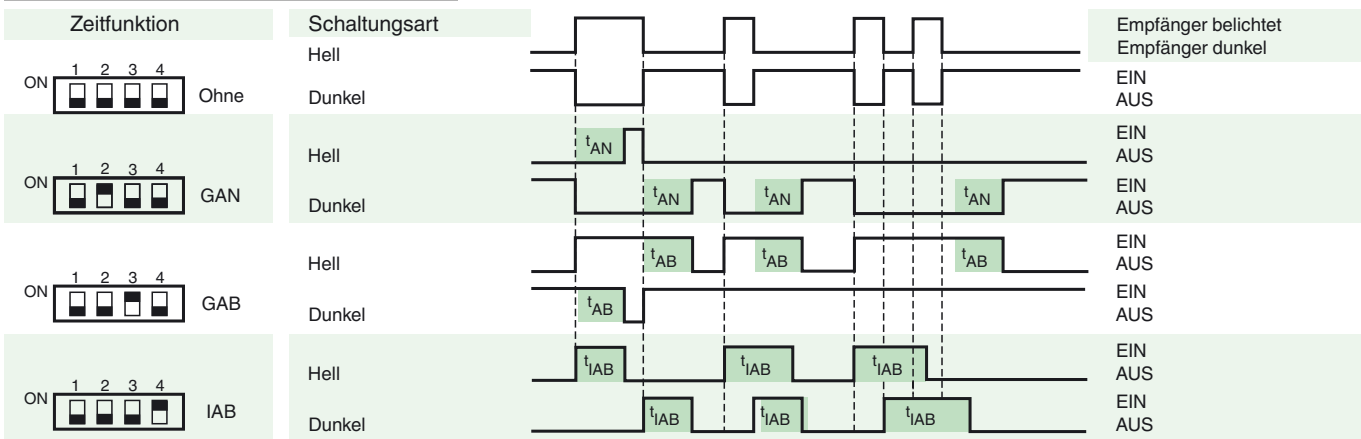 Zeitfunktion Schaltungsart Empfänger belichtet
Hell Empfänger dunkel
1 2 3 4 EIN
ON Ohne Dunkel AUS
Hell tAN EIN
AUS
1 2 3 4
ON GAN tAN tAN tAN EIN
Dunkel AUS
Hell tAB tAB tAB EIN
AUS
1 2 3 4
ON GAB tAB EIN
Dunkel AUS
Hell tIAB tIAB tIAB EIN
AUS
1 2 3 4
ON IAB tIAB tIAB tIAB EIN
Dunkel AUS